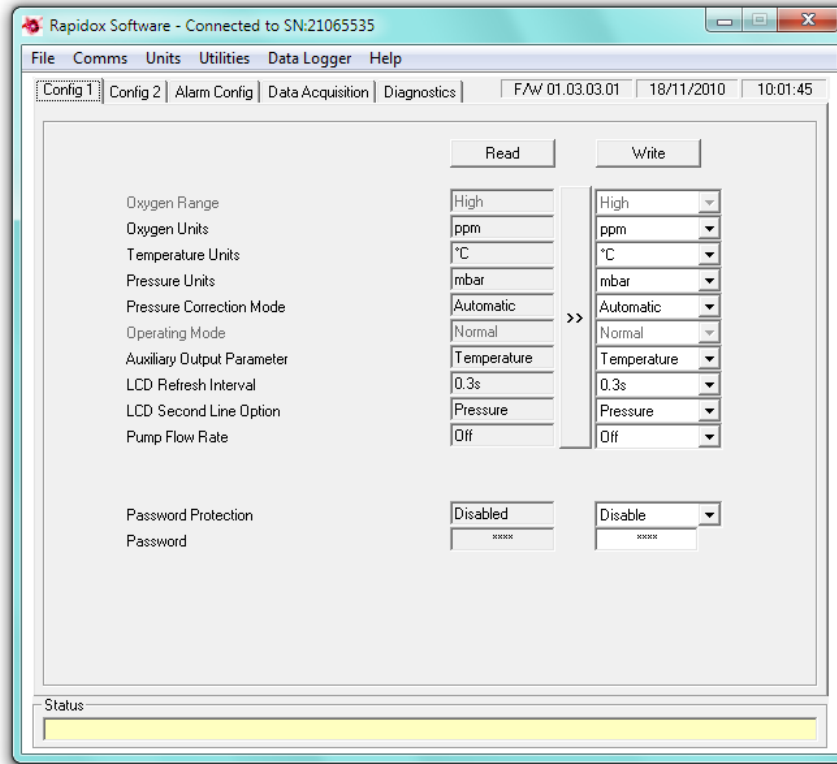 Rapidox Software - Connected to SN:21065535
File Comms Units Utilities Data Logger Help
Config 1 Config 2 Alarm Config Data Acquisition Diagnostics F/W 01.03.03.01 18/11/2010 10:01:45
Read Write
Oxygen Range High High
Oxygen Units ppm ppm
Temperature Units °C °C
Pressure Units mbar mbar
Pressure Correction Mode Automatic >> Automatic
Operating Mode Normal Normal
Auxiliary Output Parameter Temperature Temperature
LCD Refresh Interval 0.3s 0.3s
LCD Second Line Option Pressure Pressure
Pump Flow Rate Off Off
Password Protection Disabled Disable
Password **** ****
Status